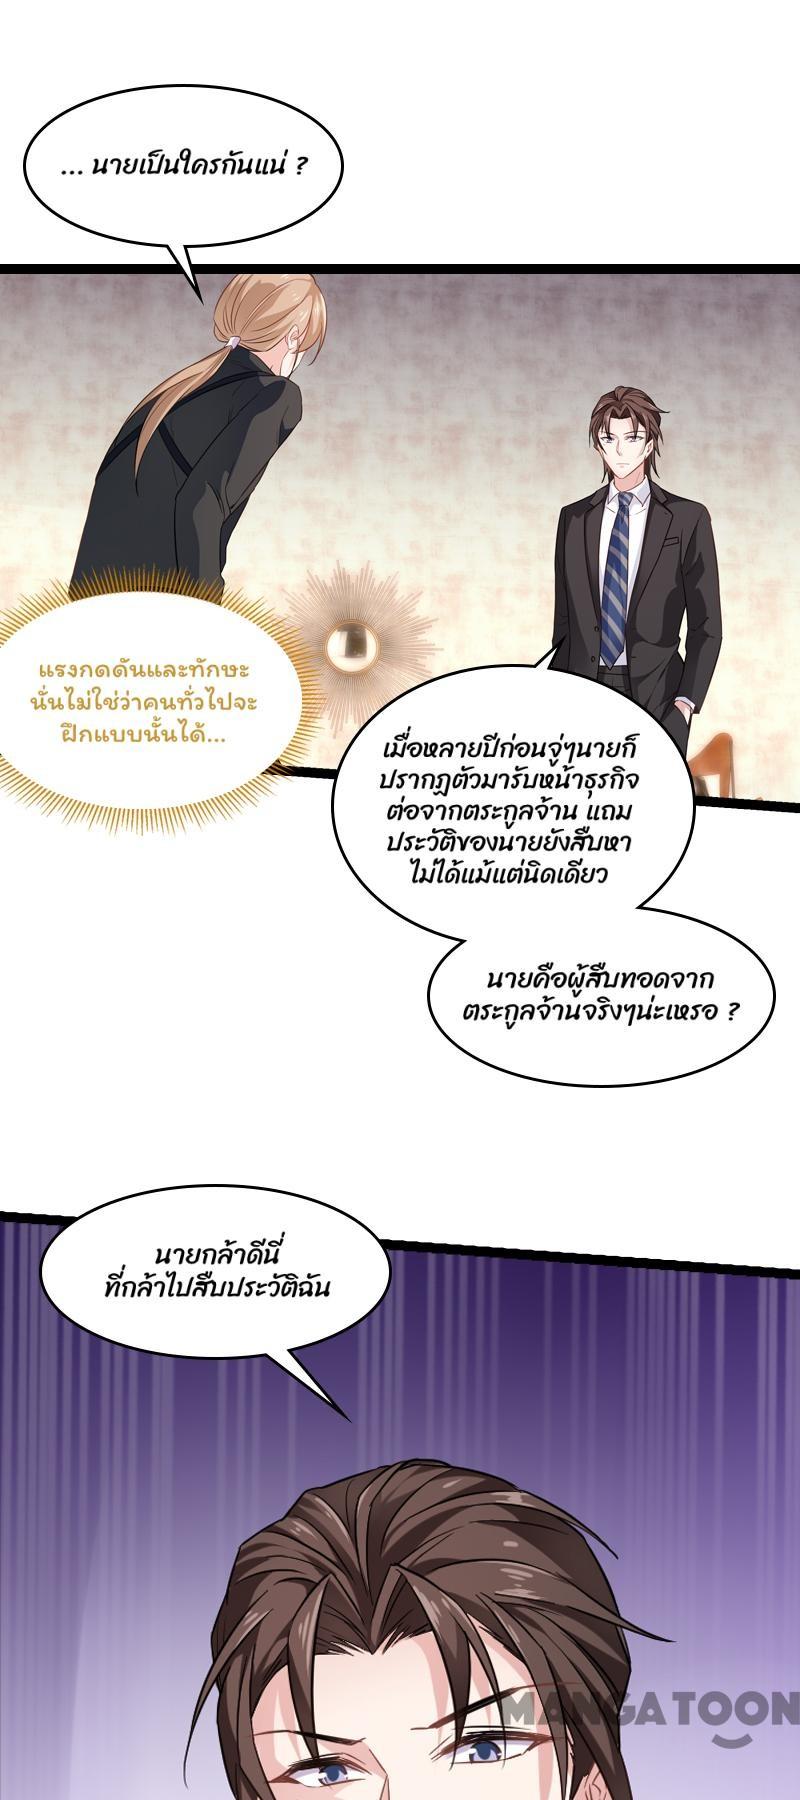 ... นายเป็นใครกันแน่ ?
แรงกดดันและทักษะ
นั่นไม่ใช่ว่าคนทั่วไปจะ
ฝึกแบบนั้นได้...
เมื่อหลายปีก่อนจู่ๆนายก็
ปรากฏตัวมารับหน้าธุรกิจ
ต่อจากตระกูลจ้าน แถม
ประวัติของนายยังสืบหา
ไม่ได้แม้แต่นิดเดียว
นายคือผู้สืบทอดจาก
ตระกูลจ้านจริงๆน่ะเหรอ ?
นายกล้าดีนี่
ที่กล้าไปสืบประวัติฉัน
MANGATOON